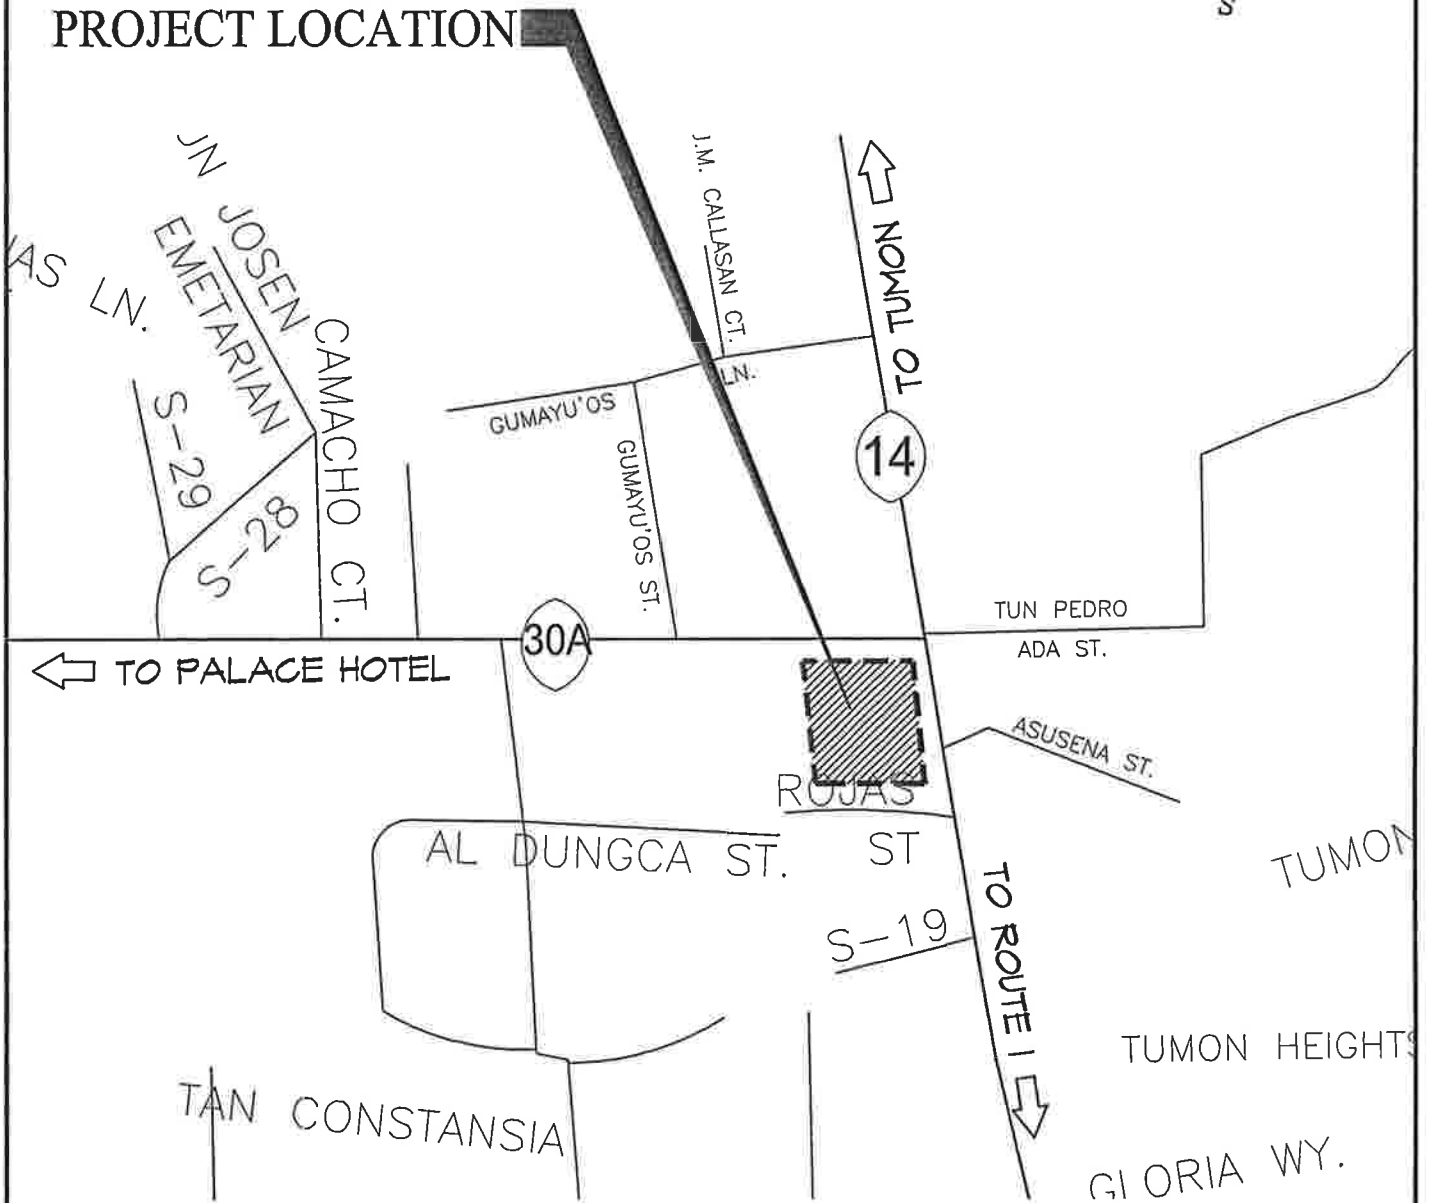 S
PROJECT LOCATION
JN JOSEN
EMETARIAN
CAMACHO CT.
AS LN.
S-29
S-28
J.M. CALLASAN CT.
GUMAYU'OS
LN.
GUMAYU'OS ST.
TO TUMON
14
30A
TO PALACE HOTEL
TUN PEDRO
ADA ST.
ASUSENA ST.
ROJAS
ST
AL DUNGCA ST.
S-19
TO ROUTE 1
TUMON
TUMON HEIGHTS
TAN CONSTANSIA
GLORIA WY.